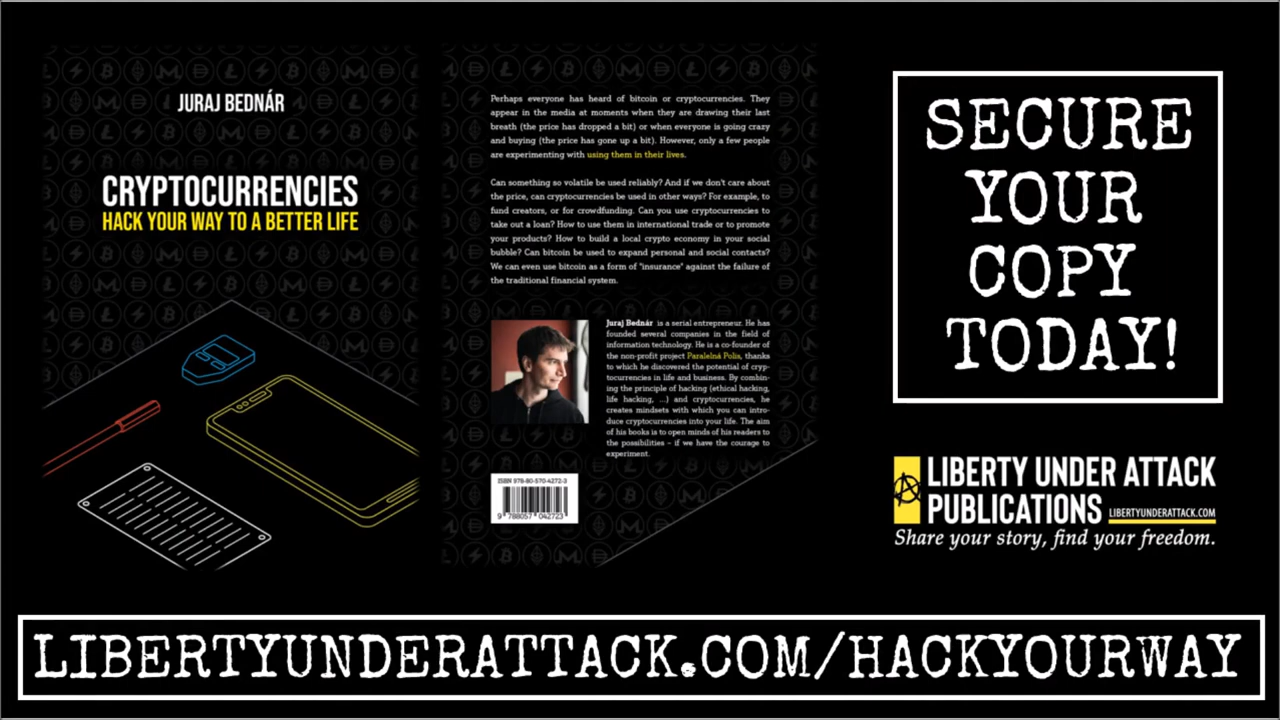 JURAJ BEDNÁR
CRYPTOCURRENCIES
HACK YOUR WAY TO A BETTER LIFE
Perhaps everyone has heard of bitcoin or cryptocurrencies. They
appear in the media at moments when they are drawing their last
breath (the price has dropped a bit) or when everyone is going crazy
and buying (the price has gone up a bit). However, only a few people
are experimenting with using them in their lives.
Can something so volatile be used reliably? And if we don't care about
the price, can cryptocurrencies be used in other ways? For example, to
fund creators, or for crowdfunding. Can you use cryptocurrencies to
take out a loan? How to use them in international trade or to promote
your products? How to build a local crypto economy in your social
bubble? Can bitcoin be used to expand personal and social contacts?
We can even use bitcoin as a form of "insurance" against the failure of
the traditional financial system.
Juraj Bednár is a serial entrepreneur. He has
founded several companies in the field of
information technology. He is a co-founder of
the non-profit project Paralelná Polis, thanks
to which he discovered the potential of cryp-
tocurrencies in life and business. By combin-
ing the principle of hacking (ethical hacking,
life hacking, ...) and cryptocurrencies, he
creates mindsets with which you can intro-
duce cryptocurrencies into your life. The aim
of his books is to open minds of his readers to
the possibilities – if we have the courage to
experiment.
ISBN 978-80-570-4272-3
9 788057 042723
SECURE
YOUR
COPY
TODAY!
LIBERTY UNDER ATTACK
PUBLICATIONS LIBERTYUNDERATTACK.COM
Share your story, find your freedom.
LIBERTYUNDERATTACK.COM/HACKYOURWAY